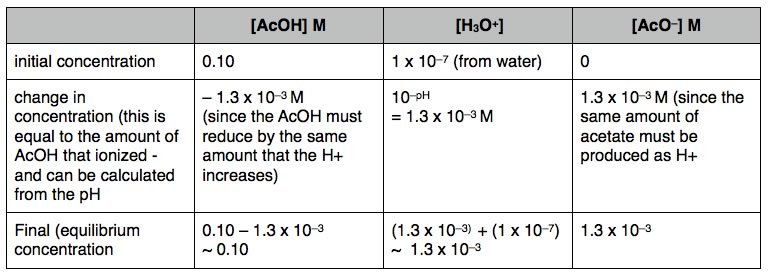 [AcOH] M
[H₃O⁺]
[AcO⁻] M
initial concentration
0.10
1 x 10⁻⁷ (from water)
0
change in
concentration (this is
equal to the amount of
AcOH that ionized -
and can be calculated
from the pH
– 1.3 x 10⁻³ M
(since the AcOH must
reduce by the same
amount that the H+
increases)
10⁻ᵖᴴ
= 1.3 x 10⁻³ M
1.3 x 10⁻³ M (since the
same amount of
acetate must be
produced as H+
Final (equilibrium
concentration
0.10 – 1.3 x 10⁻³
~ 0.10
(1.3 x 10⁻³⁾ + (1 x 10⁻⁷)
~ 1.3 x 10⁻³
1.3 x 10⁻³